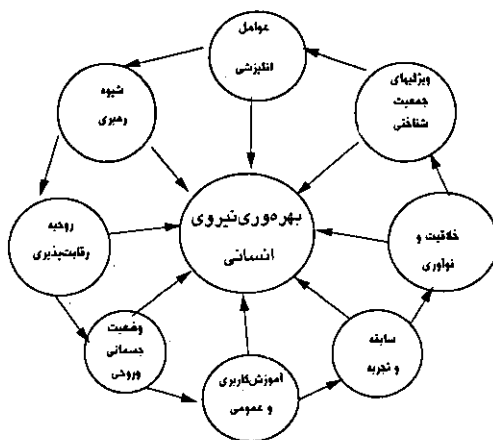 عوامل
انگیزشی
ویژگیهای
جمعیت
شناختی
شیوه
رهبری
بهره‌وری نیروی
انسانی
خلاقیت و
نوآوری
روحیه
رقابت‌پذیری
وضعیت
جسمانی
وروحی
سابقه
و تجربه
آموزش کاربری
و عمومی